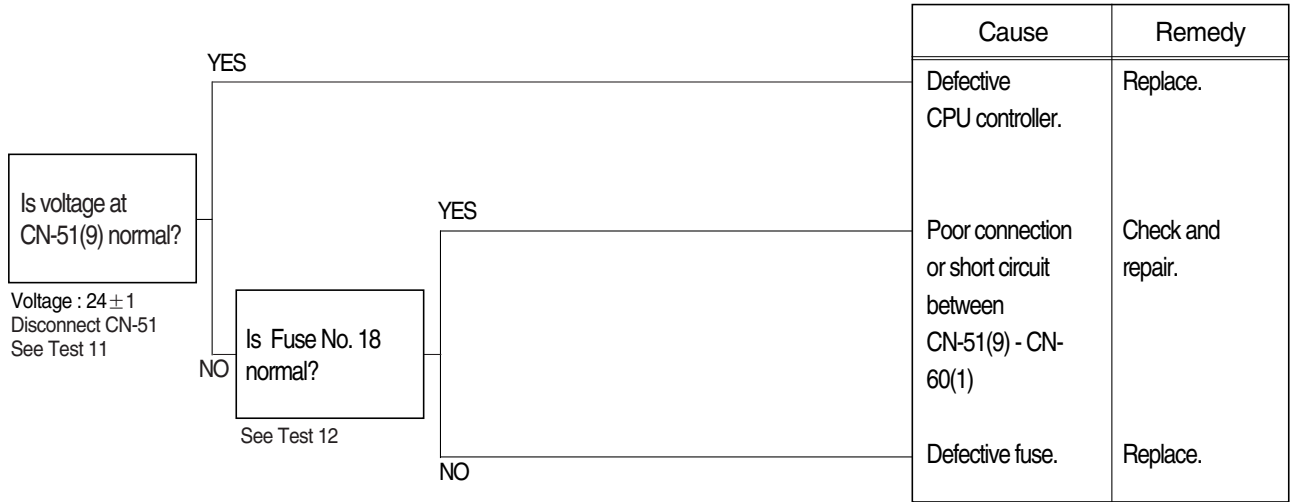 Cause
Remedy
YES
Defective
CPU controller.
Replace.
Is voltage at
CN-51(9) normal?
Voltage : 24±1
Disconnect CN-51
See Test 11
YES
Poor connection
or short circuit
between
CN-51(9) - CN-
60(1)
Check and
repair.
NO
Is Fuse No. 18
normal?
See Test 12
NO
Defective fuse.
Replace.